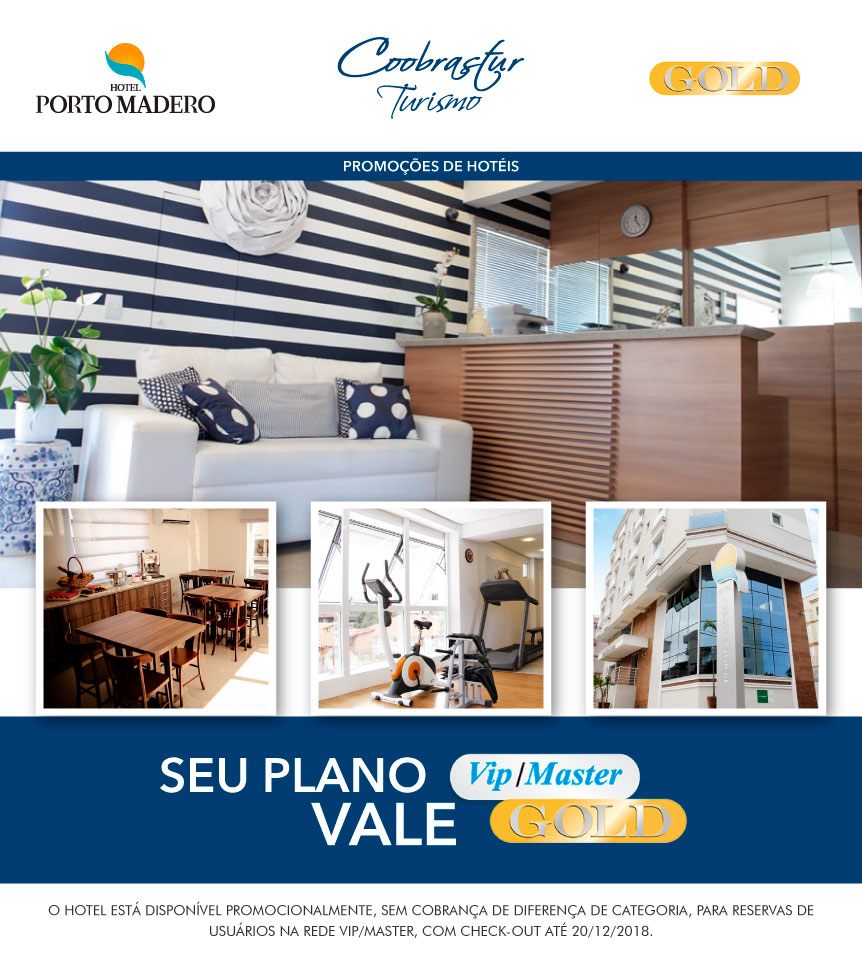 HOTEL
PORTO MADERO
Coobrastur
Turismo
GOLD
PROMOÇÕES DE HOTÉIS
SEU PLANO Vip/Master
VALE GOLD
O HOTEL ESTÁ DISPONÍVEL PROMOCIONALMENTE, SEM COBRANÇA DE DIFERENÇA DE CATEGORIA, PARA RESERVAS DE
USUÁRIOS NA REDE VIP/MASTER, COM CHECK-OUT ATÉ 20/12/2018.